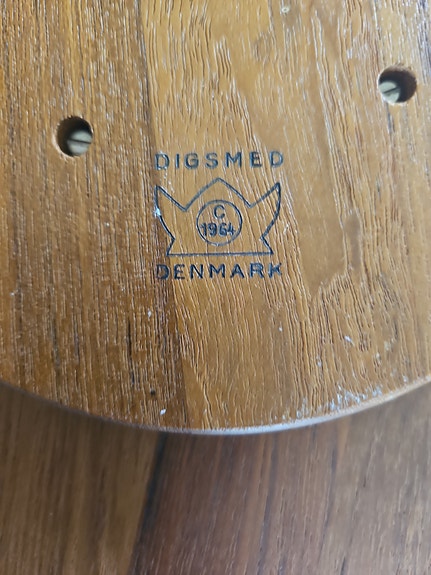 DIGSMED
C
1964
DENMARK